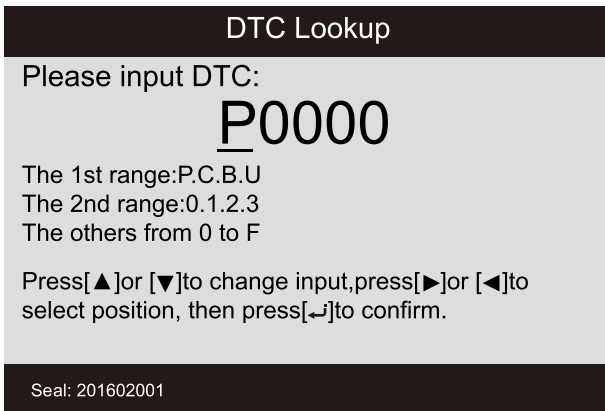 DTC Lookup
Please input DTC:
P0000
The 1st range:P.C.B.U
The 2nd range:0.1.2.3
The others from 0 to F
Press[▲]or [▼]to change input,press[▶]or [◀]to
select position, then press[↵]to confirm.
Seal: 201602001